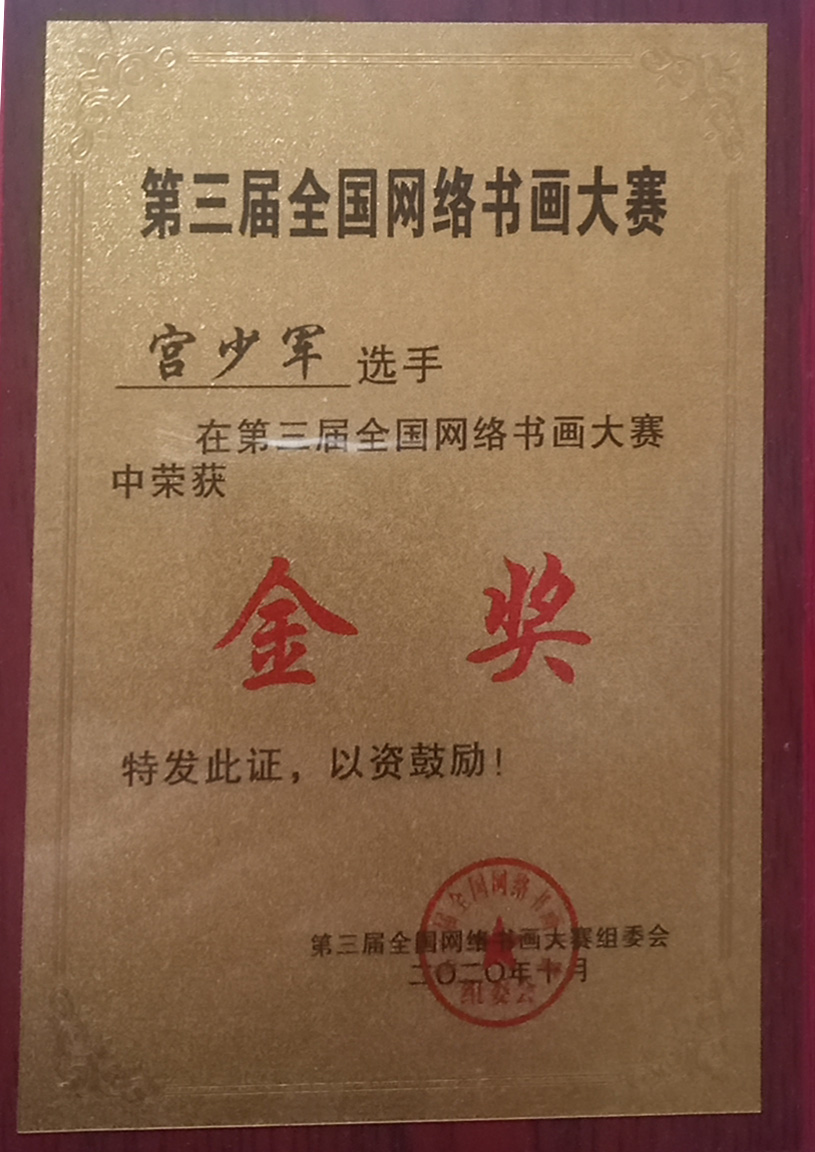 第三届全国网络书画大赛
宫少军 选手
在第三届全国网络书画大赛
中荣获
金 奖
特发此证，以资鼓励！
第三届全国网络书画大赛组委会
二〇二〇年十月
组委会